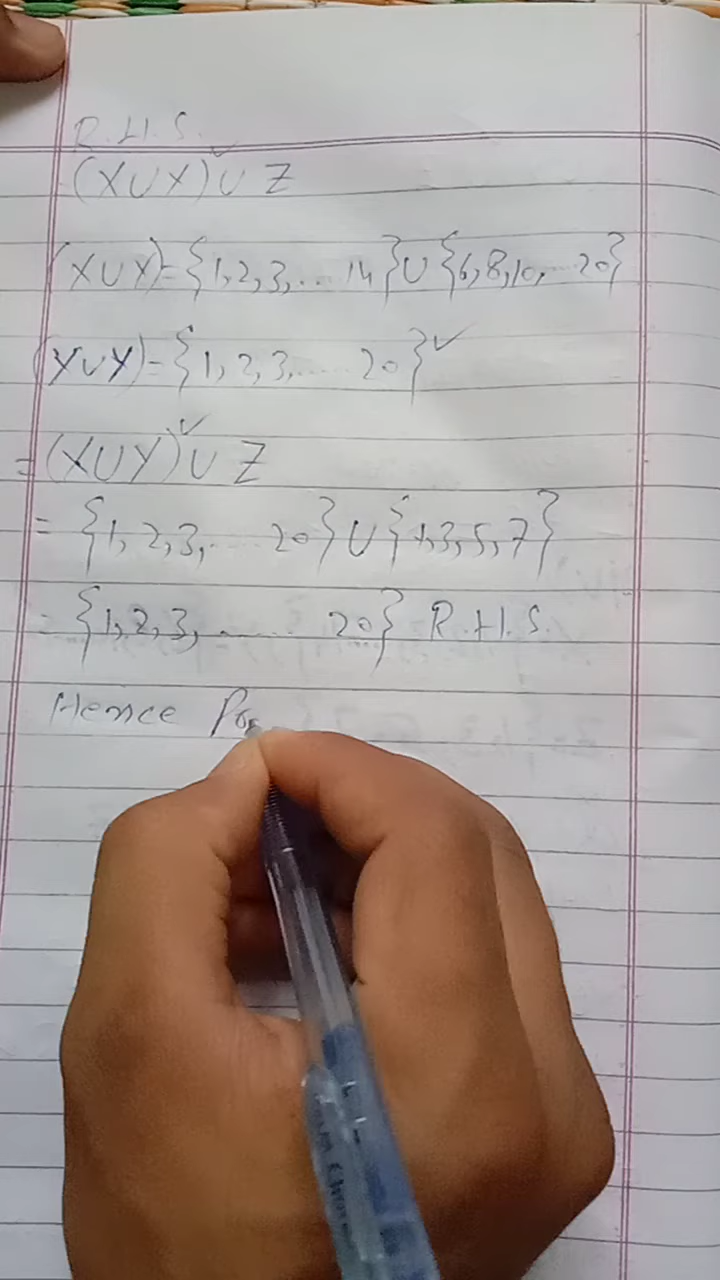 R.H.S.
(XUX)UZ
(XUX)={1,2,3,....14}U{6,8,10,...20}
(XUX)={1,2,3,.....20}✓
=(XUY)UZ
={1,2,3,....20}U{1,3,5,7}
={1,2,3,.......20} R.H.S.
Hence